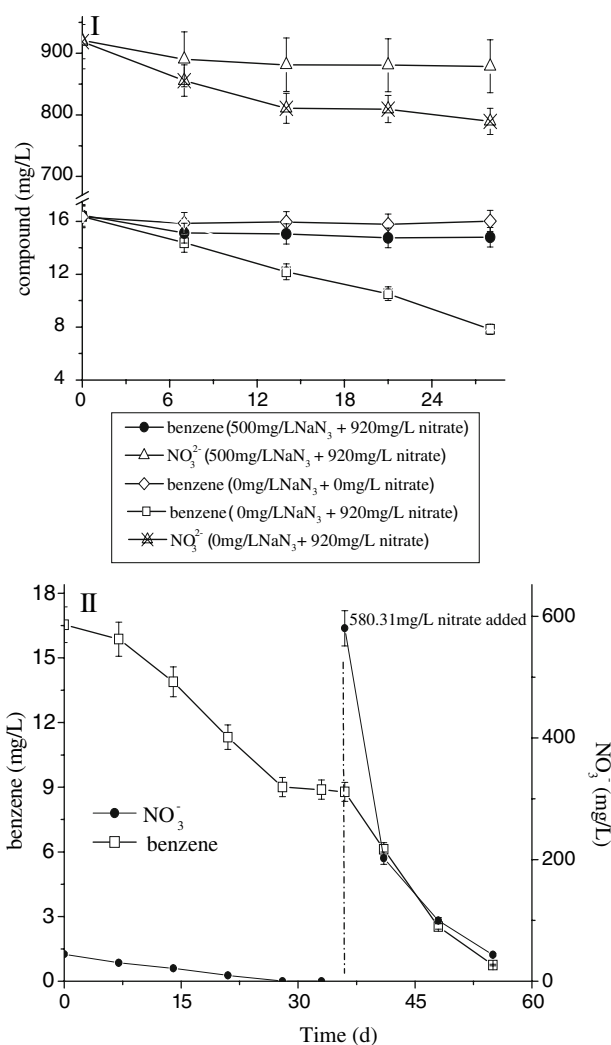 I
compound (mg/L)
900
800
700
16
12
8
4
0 6 12 18 24
benzene (500mg/LNaN₃ + 920mg/L nitrate)
NO₃²⁻ (500mg/LNaN₃ + 920mg/L nitrate)
benzene (0mg/LNaN₃ + 0mg/L nitrate)
benzene ( 0mg/LNaN₃ + 920mg/L nitrate)
NO₃²⁻ (0mg/LNaN₃ + 920mg/L nitrate)
II
580.31mg/L nitrate added
benzene (mg/L)
18
15
12
9
6
3
0
NO₃⁻
benzene
600
400
200
0
NO₃⁻ (mg/L)
0 15 30 45 60
Time (d)